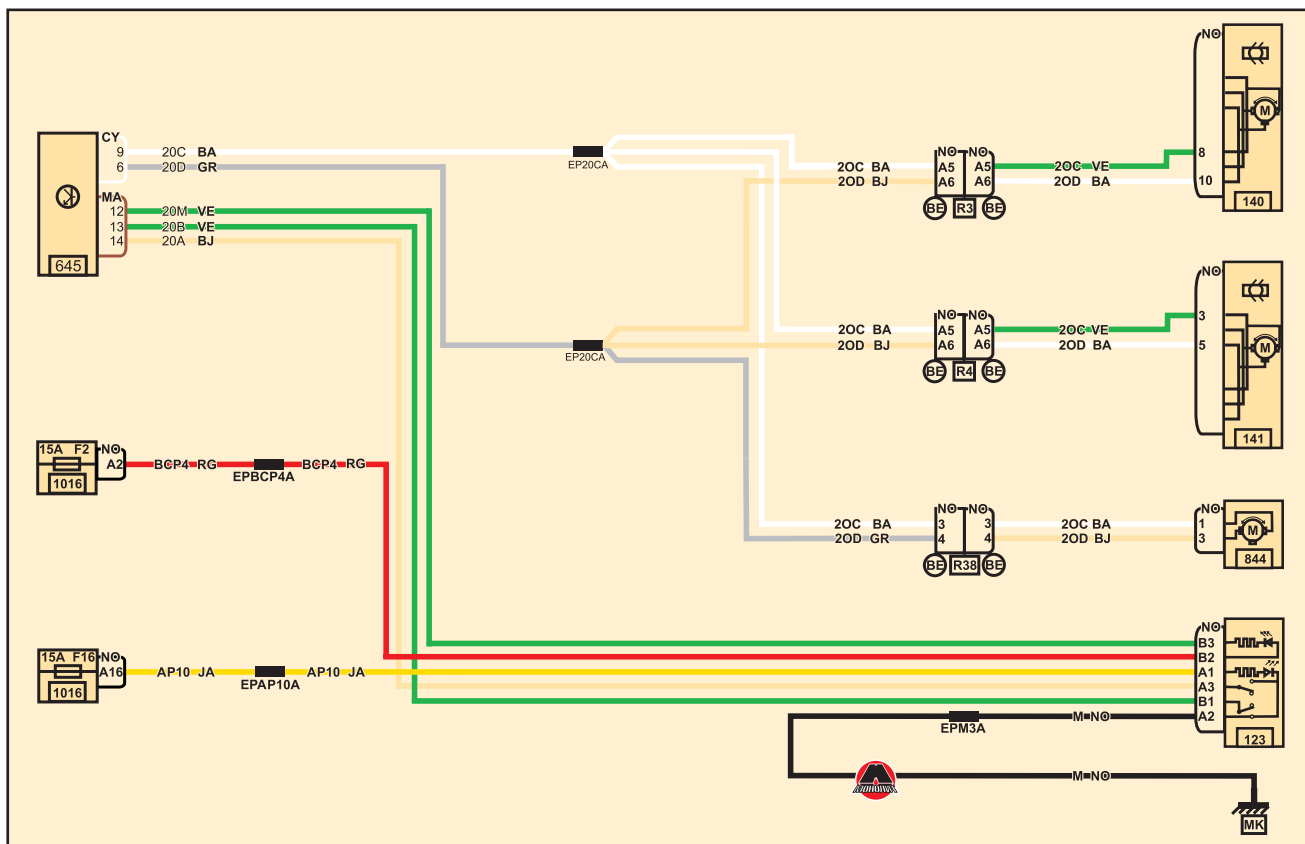 CY
9 20C BA
6 20D GR
MA
12 20M VE
13 20B VE
14 20A BJ
645
EP20CA
EP20CA
2OC BA
2OD BJ
NO NO
A5 A5
A6 A6
BE R3 BE
2OC VE
2OD BA
NO
8
10
M
140
2OC BA
2OD BJ
A5 A5
A6 A6
BE R4 BE
2OC VE
2OD BA
NO
3
5
M
141
15A F2 NO
A2
1016
BCP4 RG
EPBCP4A
BCP4 RG
2OC BA
2OD GR
NO NO
3 3
4 4
BE R38 BE
2OC BA
2OD BJ
NO
1
3
M
844
15A F16 NO
A16
1016
AP10 JA
EPAP10A
AP10 JA
NO
B3
B2
A1
A3
B1
A2
123
EPM3A
M NO
M NO
MK